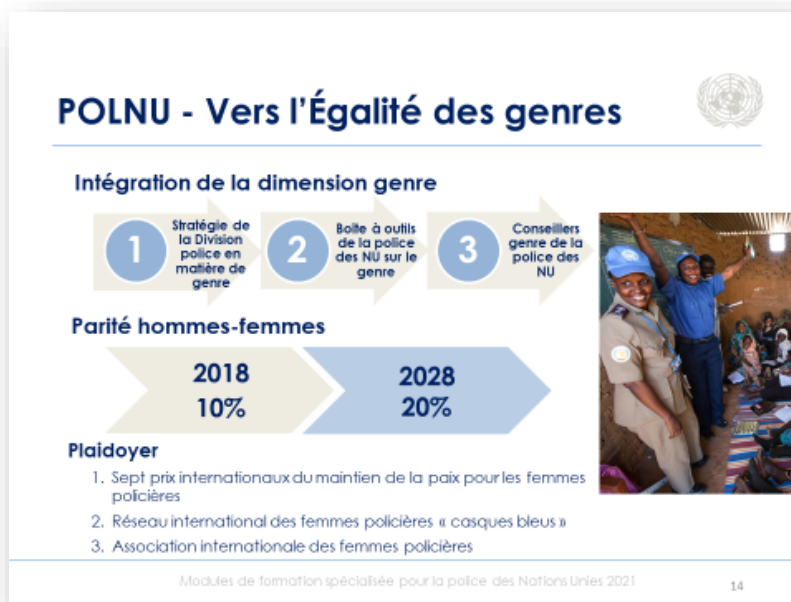 POLNU - Vers l'Égalité des genres
Intégration de la dimension genre
1
Stratégie de
la Division
police en
matière de
genre
2
Boîte à outils
de la police
des NU sur le
genre
3
Conseillers
genre de la
police des
NU
Parité hommes-femmes
2018
10%
2028
20%
Plaidoyer
1. Sept prix internationaux du maintien de la paix pour les femmes
policières
2. Réseau international des femmes policières « casques bleus »
3. Association internationale des femmes policières
Modules de formation spécialisée pour la police des Nations Unies 2021
14